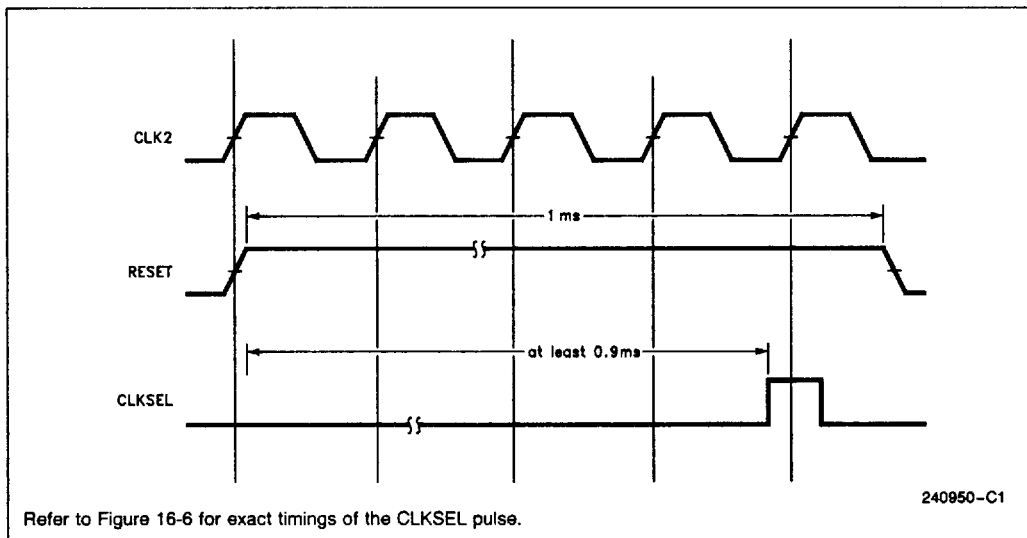 CLK2
1 ms
RESET
at least 0.9ms
CLKSEL
240950-C1
Refer to Figure 16-6 for exact timings of the CLKSEL pulse.